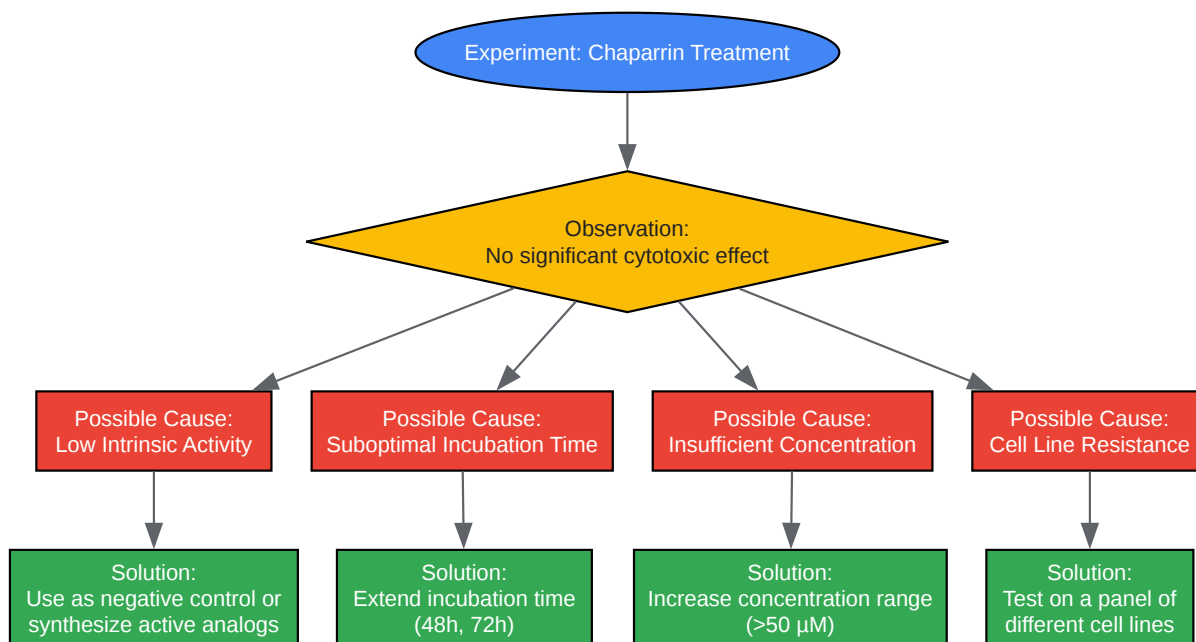 Experiment: Chaparrin Treatment
Observation:
No significant cytotoxic effect
Possible Cause:
Low Intrinsic Activity
Possible Cause:
Suboptimal Incubation Time
Possible Cause:
Insufficient Concentration
Possible Cause:
Cell Line Resistance
Solution:
Use as negative control or
synthesize active analogs
Solution:
Extend incubation time
(48h, 72h)
Solution:
Increase concentration range
(>50 µM)
Solution:
Test on a panel of
different cell lines